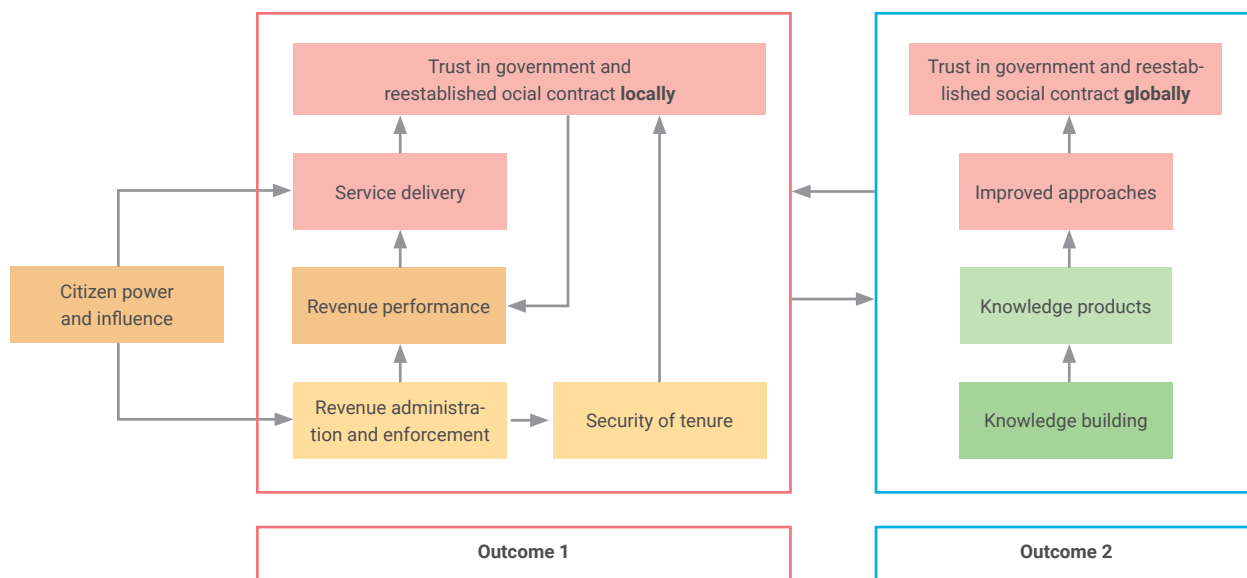 Trust in government and
reestablished ocial contract locally
Trust in government and reestab-
lished social contract globally
Service delivery
Improved approaches
Citizen power
and influence
Revenue performance
Knowledge products
Revenue administra-
tion and enforcement
Security of tenure
Knowledge building
Outcome 1
Outcome 2